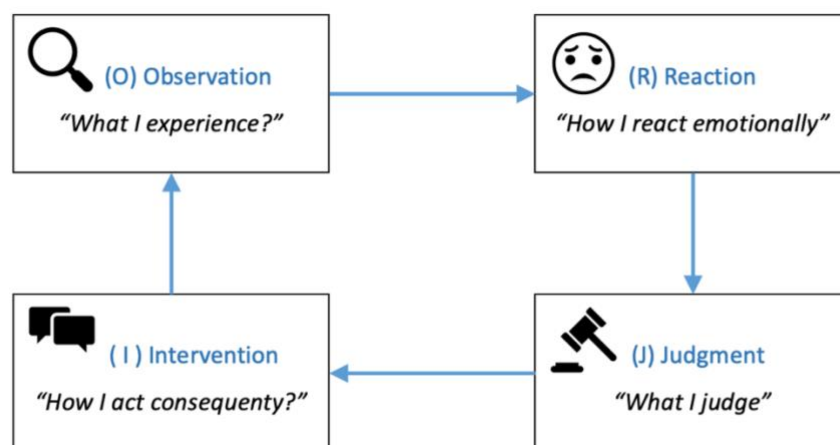 (O) Observation
“What I experience?”
(R) Reaction
“How I react emotionally”
( I ) Intervention
“How I act consequenty?”
(J) Judgment
“What I judge”